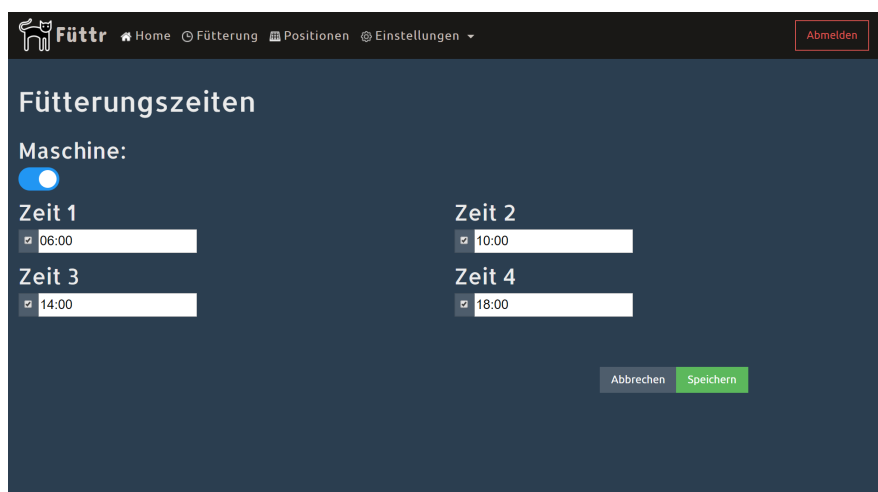 Füttr Home Fütterung Positionen Einstellungen Abmelden
Fütterungszeiten
Maschine:
Zeit 1 Zeit 2
06:00 10:00
Zeit 3 Zeit 4
14:00 18:00
Abbrechen Speichern